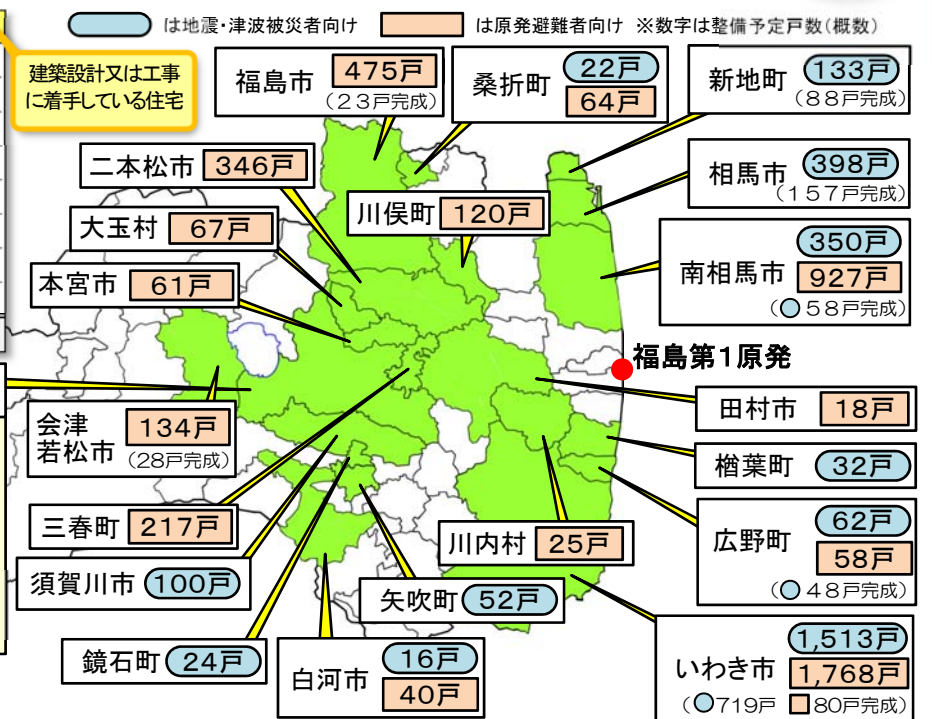 は地震・津波被災者向け は原発避難者向け ※数字は整備予定戸数(概数)
建築設計又は工事
に着手している住宅
福島市 475戸
(23戸完成)
桑折町 22戸
64戸
新地町 133戸
(88戸完成)
二本松市 346戸
相馬市 398戸
(157戸完成)
川俣町 120戸
大玉村 67戸
南相馬市 350戸
927戸
(58戸完成)
本宮市 61戸
福島第1原発
会津
若松市 134戸
(28戸完成)
田村市 18戸
楢葉町 32戸
三春町 217戸
川内村 25戸
広野町 62戸
58戸
(48戸完成)
須賀川市 100戸
矢吹町 52戸
鏡石町 24戸
白河市 16戸
40戸
いわき市 1,513戸
1,768戸
(719戸 80戸完成)